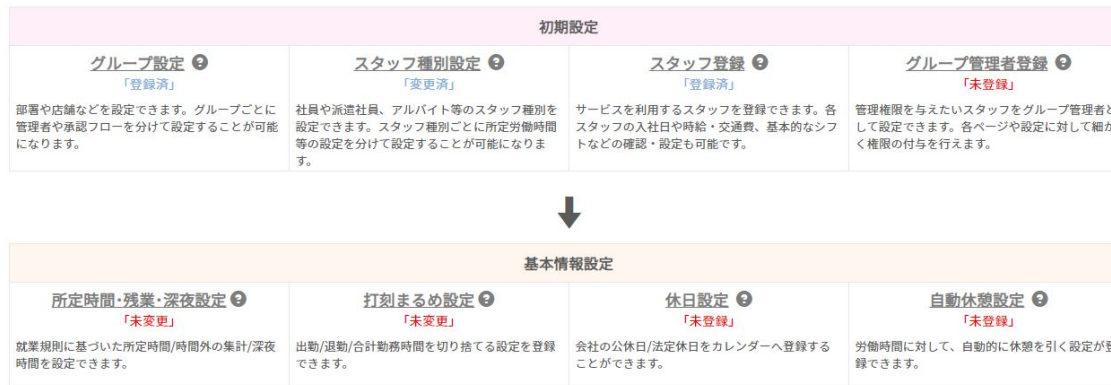 初期設定
グループ設定
「登録済」
部署や店舗などを設定できます。グループごとに
管理者や承認フローを分けて設定することが可能
になります。
スタッフ種別設定
「変更済」
社員や派遣社員、アルバイト等のスタッフ種別を
設定できます。スタッフ種別ごとに所定労働時間
等の設定を分けて設定することが可能になりま
す。
スタッフ登録
「登録済」
サービスを利用するスタッフを登録できます。各
スタッフの入社日や時給・交通費、基本的なシフ
トなどの確認・設定も可能です。
グループ管理者登録
「未登録」
管理権限を与えたいスタッフをグループ管理者と
して設定できます。各ページや設定に対して細か
く権限の付与を行えます。
基本情報設定
所定時間・残業・深夜設定
「未変更」
就業規則に基づいた所定時間/時間外の集計/深夜
時間を設定できます。
打刻まるめ設定
「未変更」
出勤/退勤/合計勤務時間を切り捨てる設定を登録
できます。
休日設定
「未登録」
会社の公休日/法定休日をカレンダーへ登録する
ことができます。
自動休憩設定
「未登録」
労働時間に対して、自動的に休憩を引く設定が登
録できます。